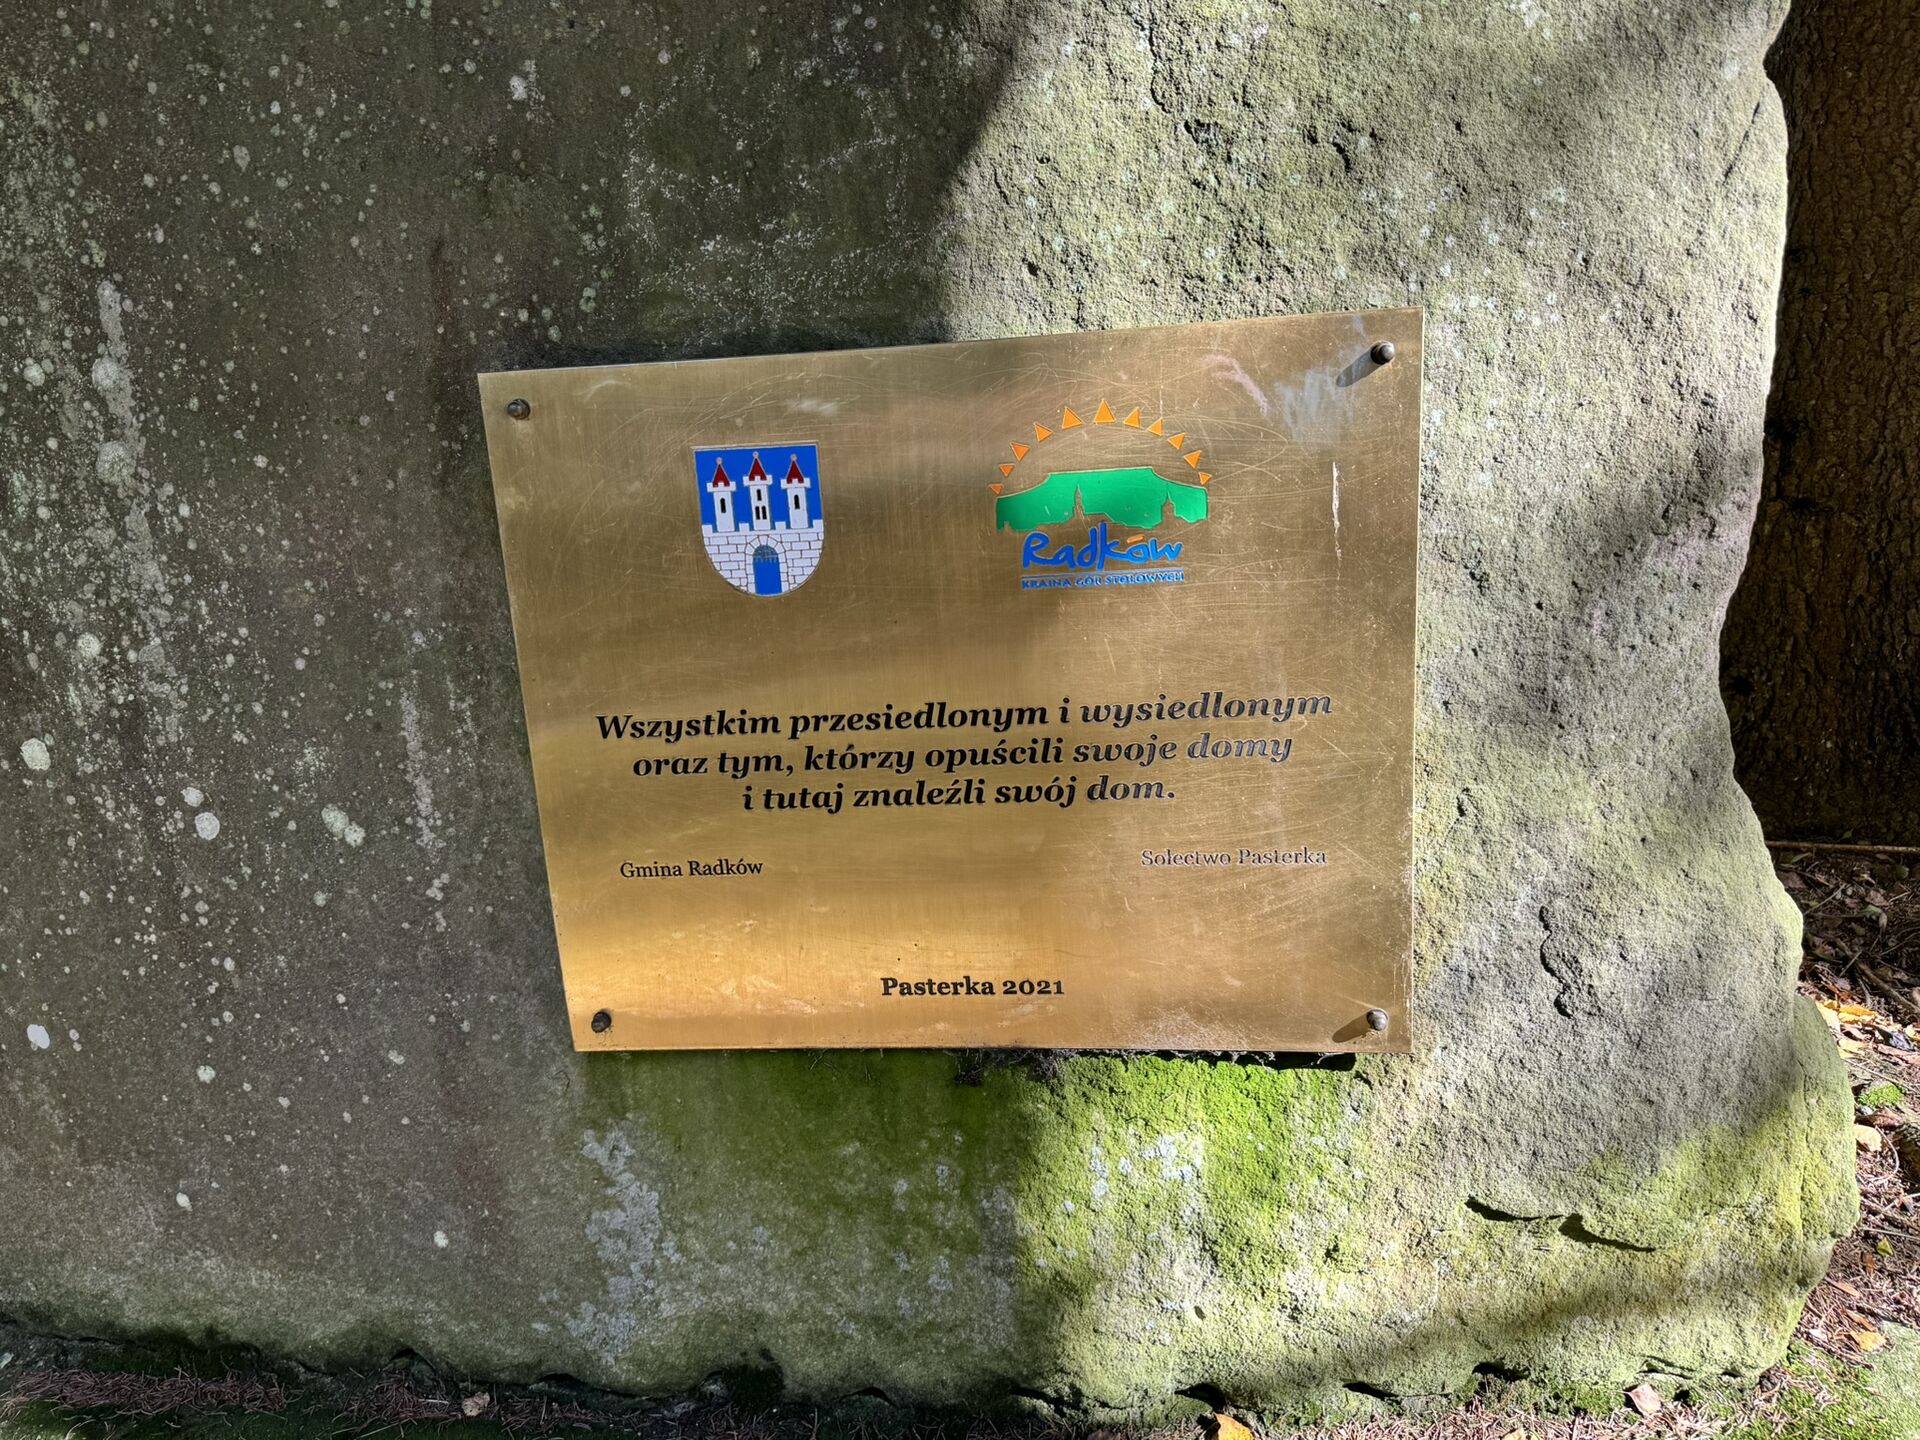 Radków
KRAINA GÓR STOŁOWYCH
Wszystkim przesiedlonym i wysiedlonym
oraz tym, którzy opuścili swoje domy
i tutaj znaleźli swój dom.
Gmina Radków
Sołectwo Pasterka
Pasterka 2021